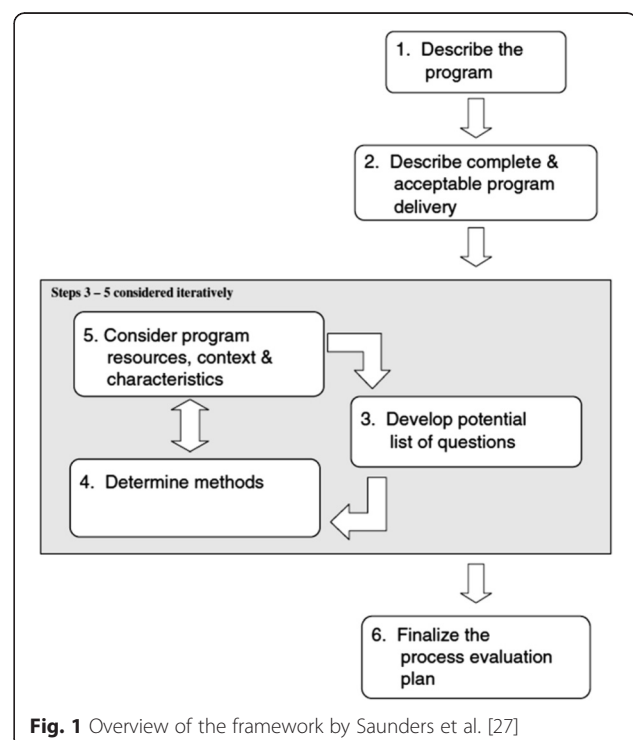 1. Describe the
program
2. Describe complete &
acceptable program
delivery
Steps 3 – 5 considered iteratively
5. Consider program
resources, context &
characteristics
3. Develop potential
list of questions
4. Determine methods
6. Finalize the
process evaluation
plan
Fig. 1 Overview of the framework by Saunders et al. [27]